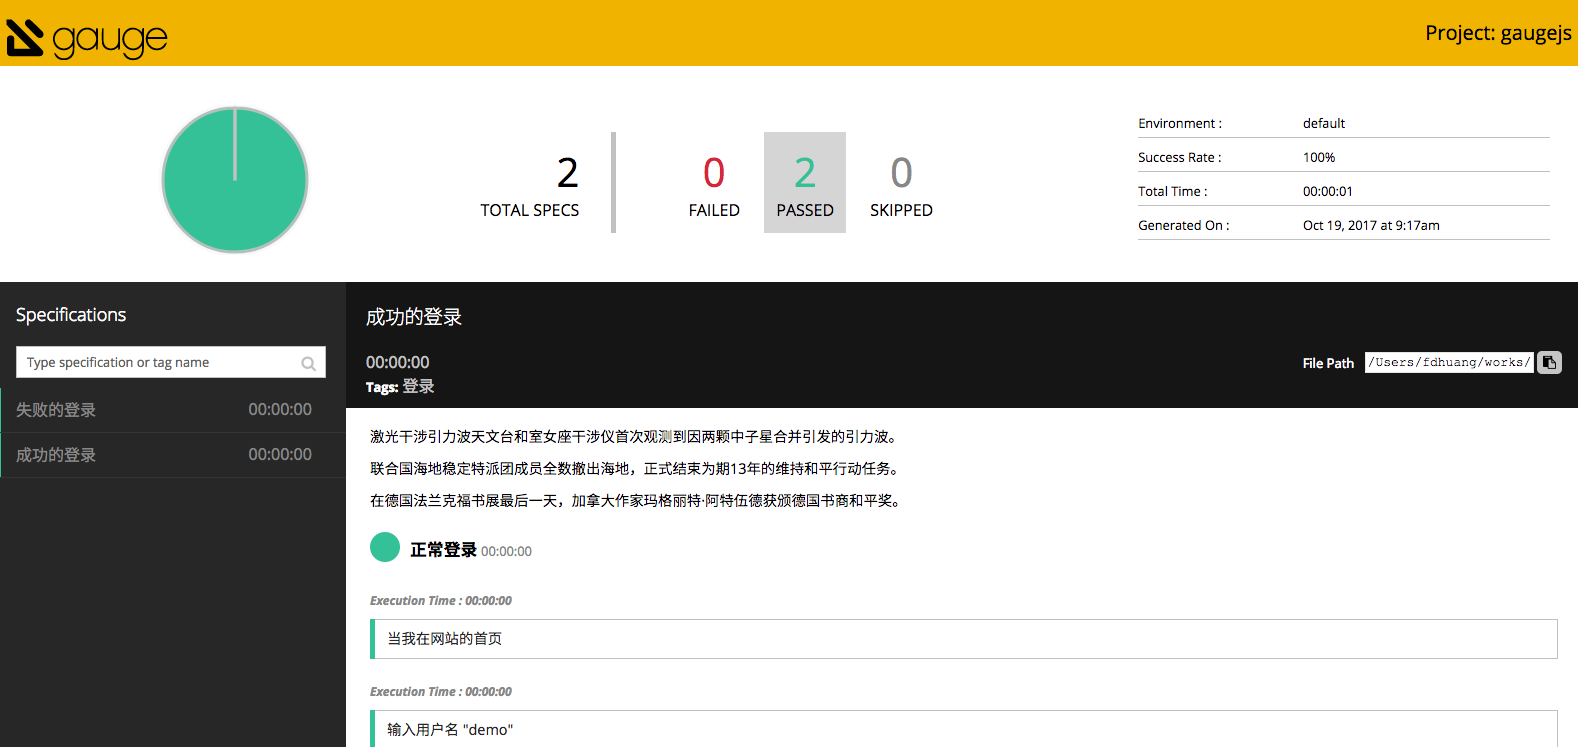 gauge
Project: gaugejs
2
TOTAL SPECS
0
FAILED
2
PASSED
0
SKIPPED
Environment : default
Success Rate : 100%
Total Time : 00:00:01
Generated On : Oct 19, 2017 at 9:17am
Specifications
Type specification or tag name
失败的登录 00:00:00
成功的登录 00:00:00
成功的登录
00:00:00
Tags: 登录
File Path /Users/fdhuang/works/
激光干涉引力波天文台和室女座干涉仪首次观测到因两颗中子星合并引发的引力波。
联合国海地稳定特派团成员全数撤出海地，正式结束为期13年的维持和平行动任务。
在德国法兰克福书展最后一天，加拿大作家玛格丽特·阿特伍德获颁德国书商和平奖。
正常登录 00:00:00
Execution Time : 00:00:00
当我在网站的首页
Execution Time : 00:00:00
输入用户名 "demo"